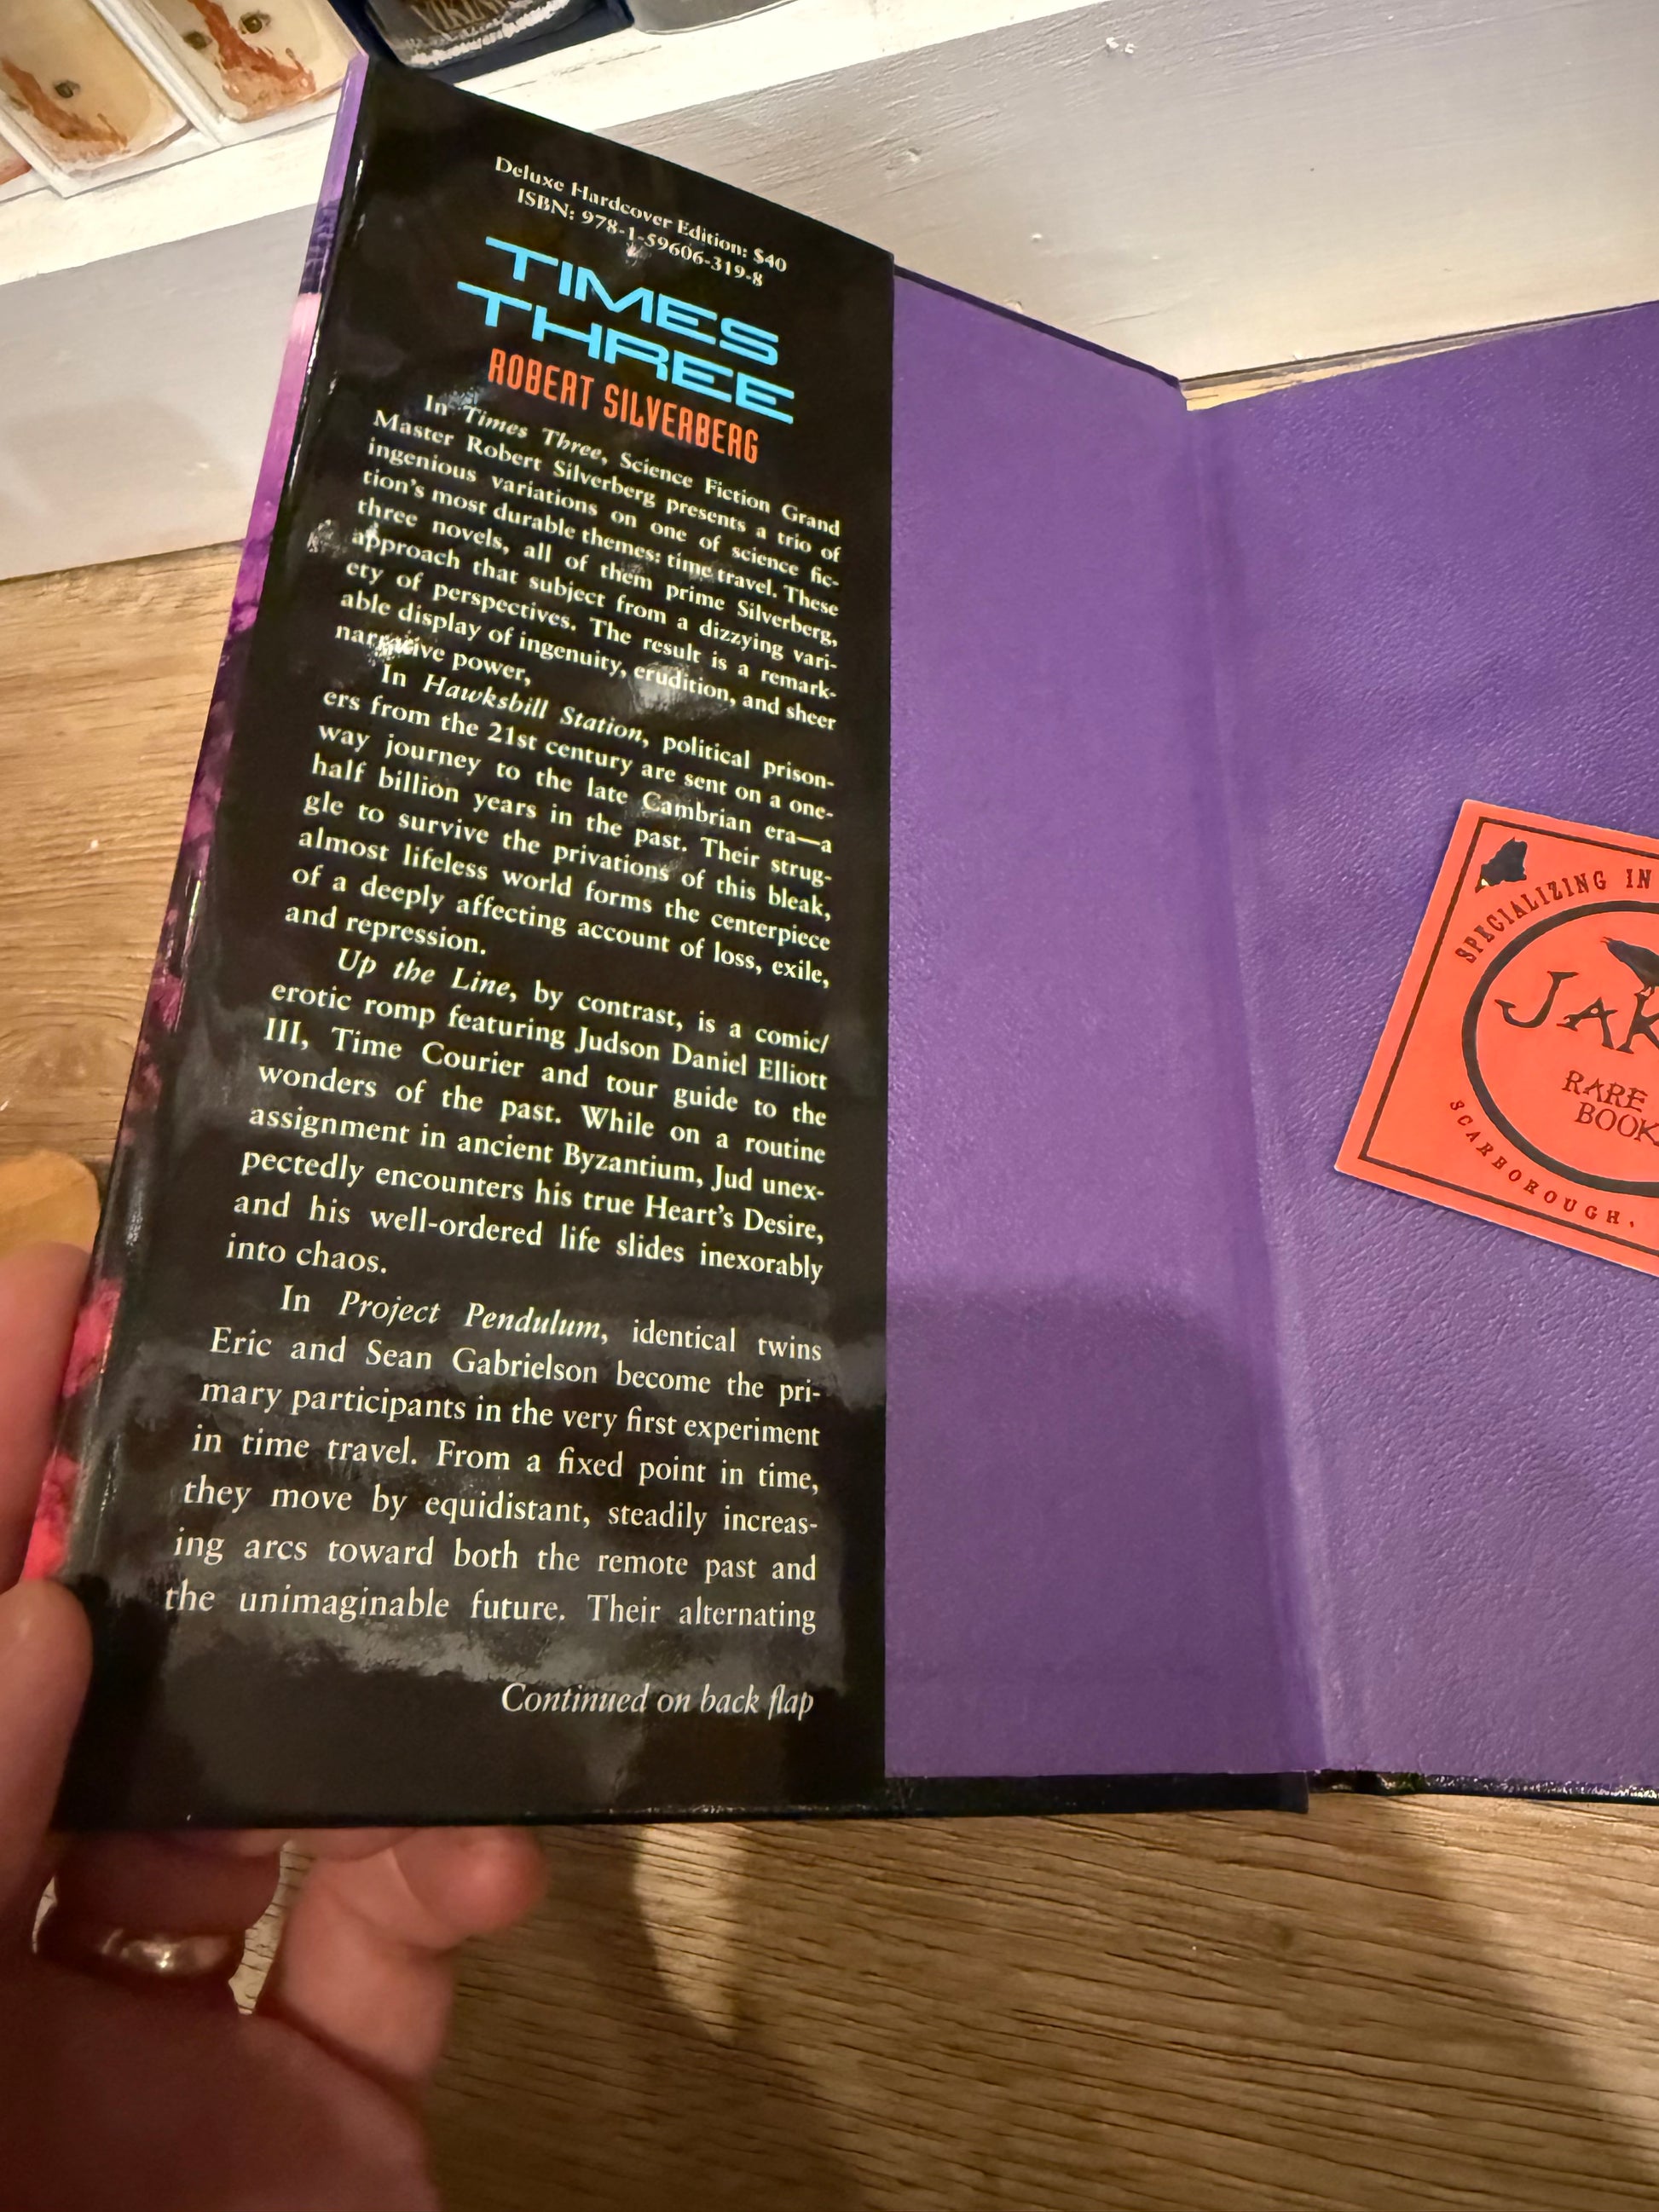 VIKING
Deluxe Hardcover Edition: $40
ISBN: 978-1-59606-319-8
TIMES
THREE
ROBERT SILVERBERG
In Times Three, Science Fiction Grand
Master Robert Silverberg presents a trio of
ingenious variations on one of science fic-
tion's most durable themes: time travel. These
three novels, all of them prime Silverberg,
approach that subject from a dizzying vari-
ety of perspectives. The result is a remark-
able display of ingenuity, erudition, and sheer
narrative power,
In Hawksbill Station, political prison-
ers from the 21st century are sent on a one-
way journey to the late Cambrian era—a
half billion years in the past. Their strug-
gle to survive the privations of this bleak,
almost lifeless world forms the centerpiece
of a deeply affecting account of loss, exile,
and repression.
Up the Line, by contrast, is a comic/
erotic romp featuring Judson Daniel Elliott
III, Time Courier and tour guide to the
wonders of the past. While on a routine
assignment in ancient Byzantium, Jud unex-
pectedly encounters his true Heart's Desire,
and his well-ordered life slides inexorably
into chaos.
In Project Pendulum, identical twins
Eric and Sean Gabrielson become the pri-
mary participants in the very first experiment
in time travel. From a fixed point in time,
they move by equidistant, steadily increas-
ing arcs toward both the remote past and
the unimaginable future. Their alternating
Continued on back flap
SPECIALIZING IN
JAK
RARE
BOOK
SCARBOROUGH,